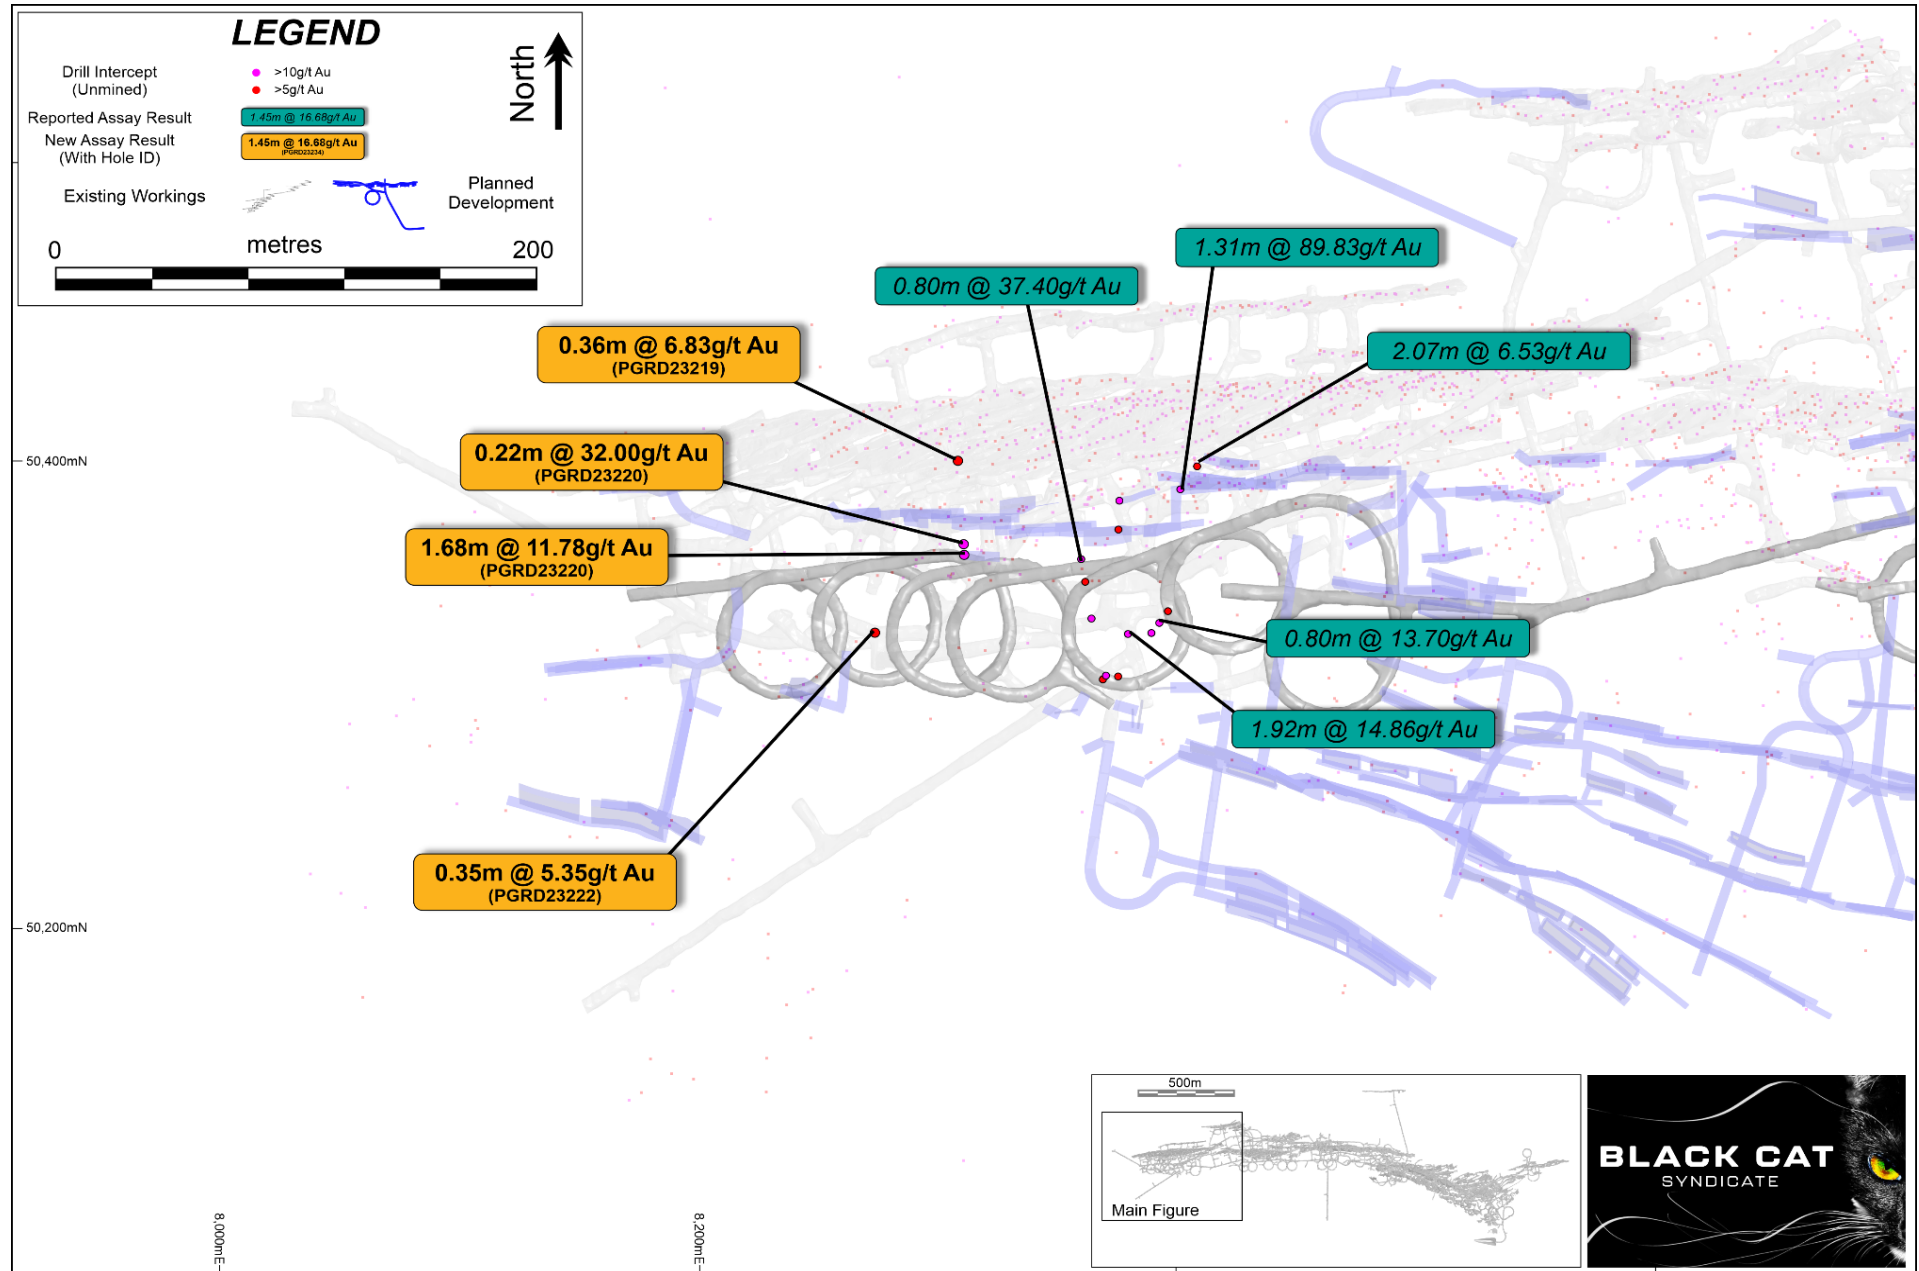 LEGEND
Drill Intercept
(Unmined)
>10g/t Au
>5g/t Au
North
Reported Assay Result
1.45m @ 16.68g/t Au
New Assay Result
(With Hole ID)
1.45m @ 16.68g/t Au
(PGRD23234)
Existing Workings
Planned
Development
metres
0
200
1.31m @ 89.83g/t Au
0.80m @ 37.40g/t Au
0.36m @ 6.83g/t Au
(PGRD23219)
2.07m @ 6.53g/t Au
0.22m @ 32.00g/t Au
(PGRD23220)
50,400mN
1.68m @ 11.78g/t Au
(PGRD23220)
0.80m @ 13.70g/t Au
1.92m @ 14.86g/t Au
0.35m @ 5.35g/t Au
(PGRD23222)
50,200mN
500m
Main Figure
BLACK CAT
SYNDICATE
8,000mE
8,200mE